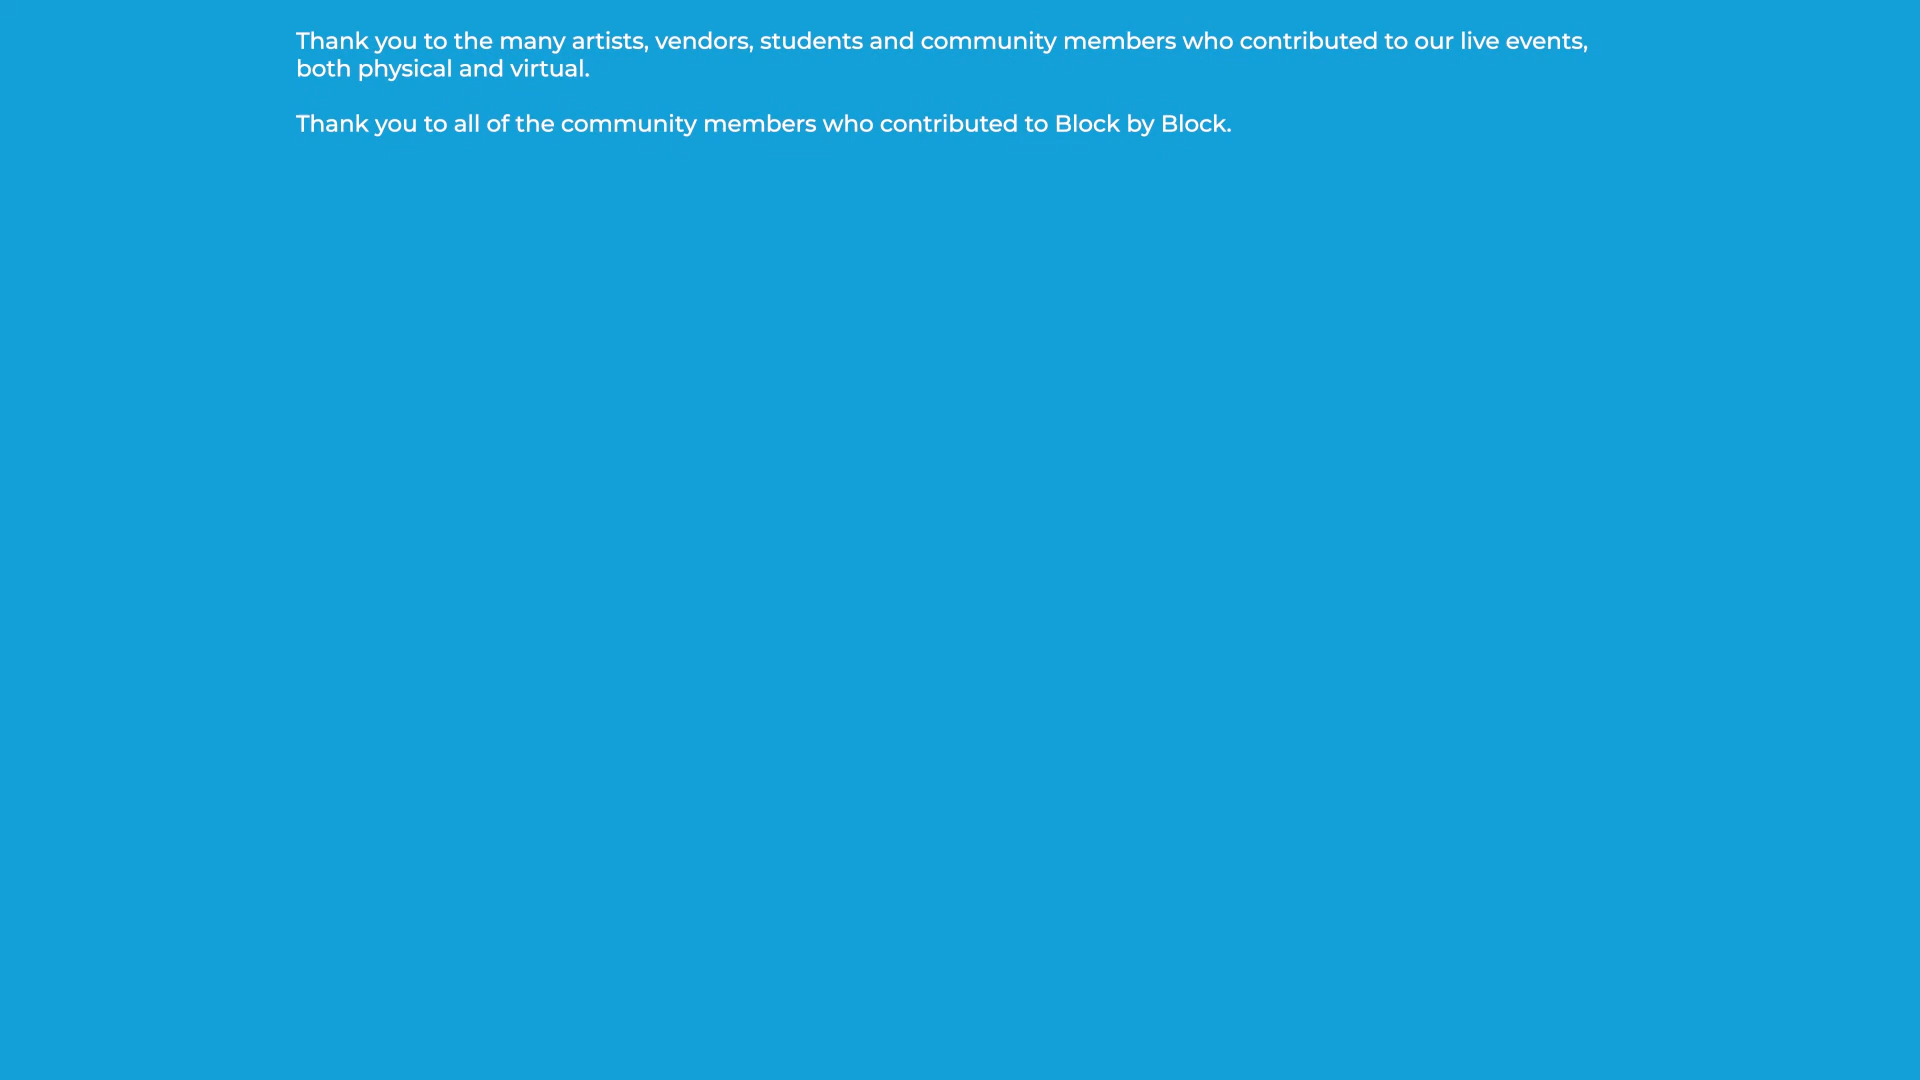 Thank you to the many artists, vendors, students and community members who contributed to our live events,
both physical and virtual.
Thank you to all of the community members who contributed to Block by Block.